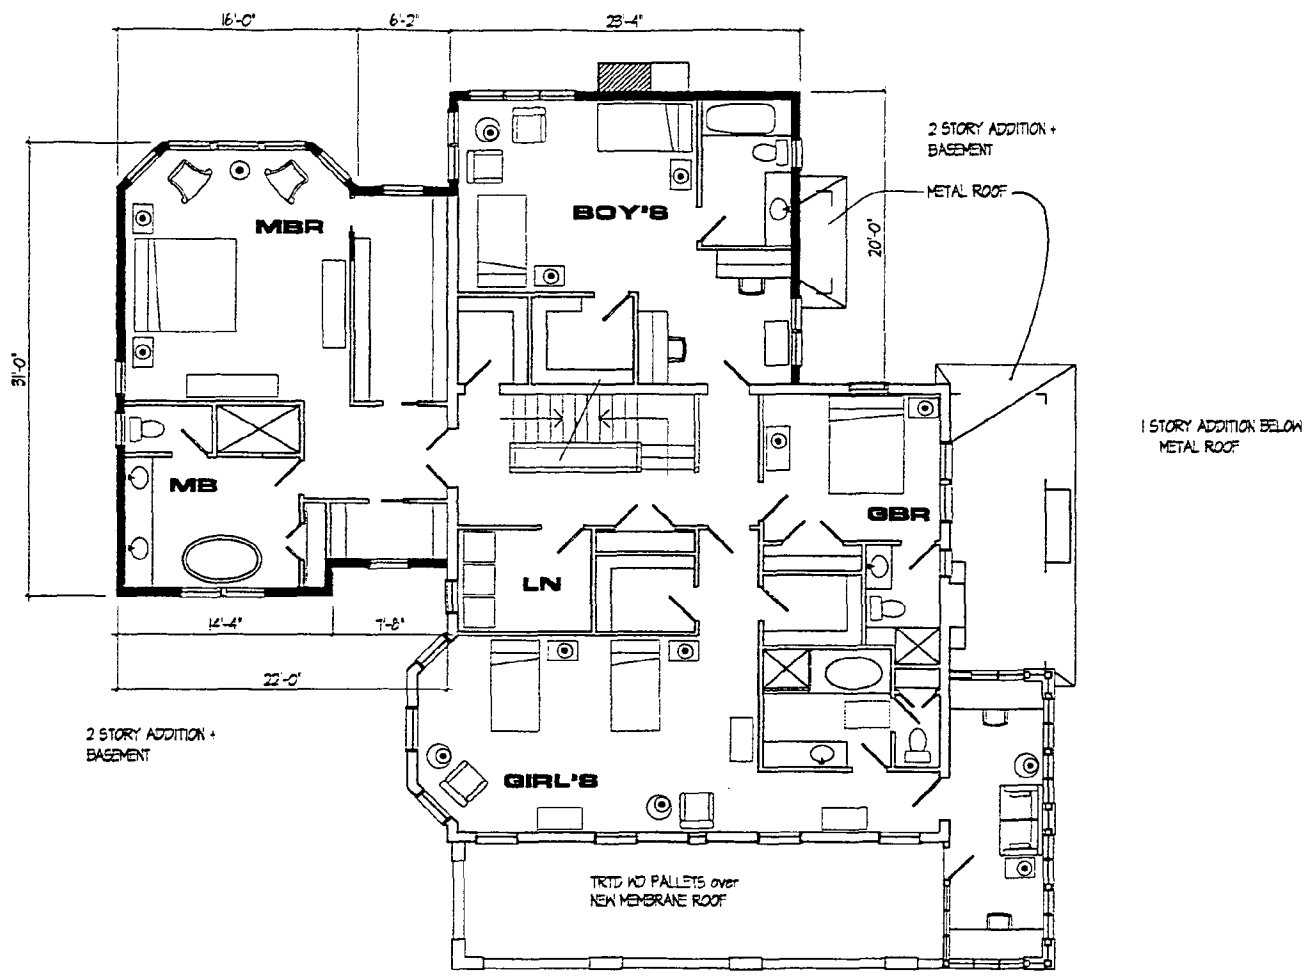 16'-0"
6'-2"
23'-4"
2 STORY ADDITION +
BASEMENT
METAL ROOF
MBR
BOY'S
20'-0"
31'-0"
1 STORY ADDITION BELOW
METAL ROOF
MB
GBR
LN
14'-4"
7'-8"
22'-0"
2 STORY ADDITION +
BASEMENT
GIRL'S
TRTD WD PALLETS over
NEW MEMBRANE ROOF